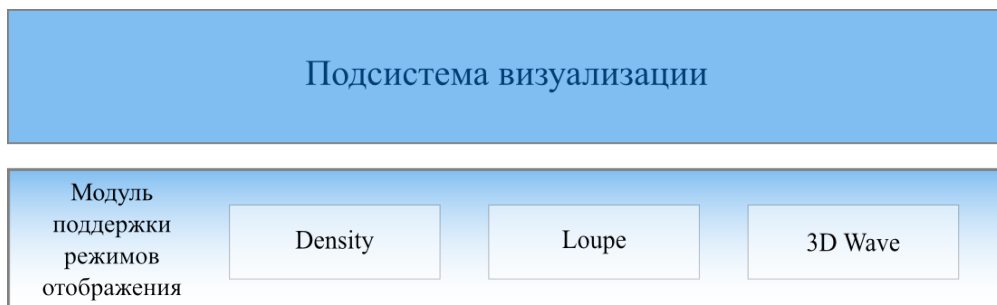 Подсистема визуализации
Модуль
поддержки
режимов
отображения
Density
Loupe
3D Wave